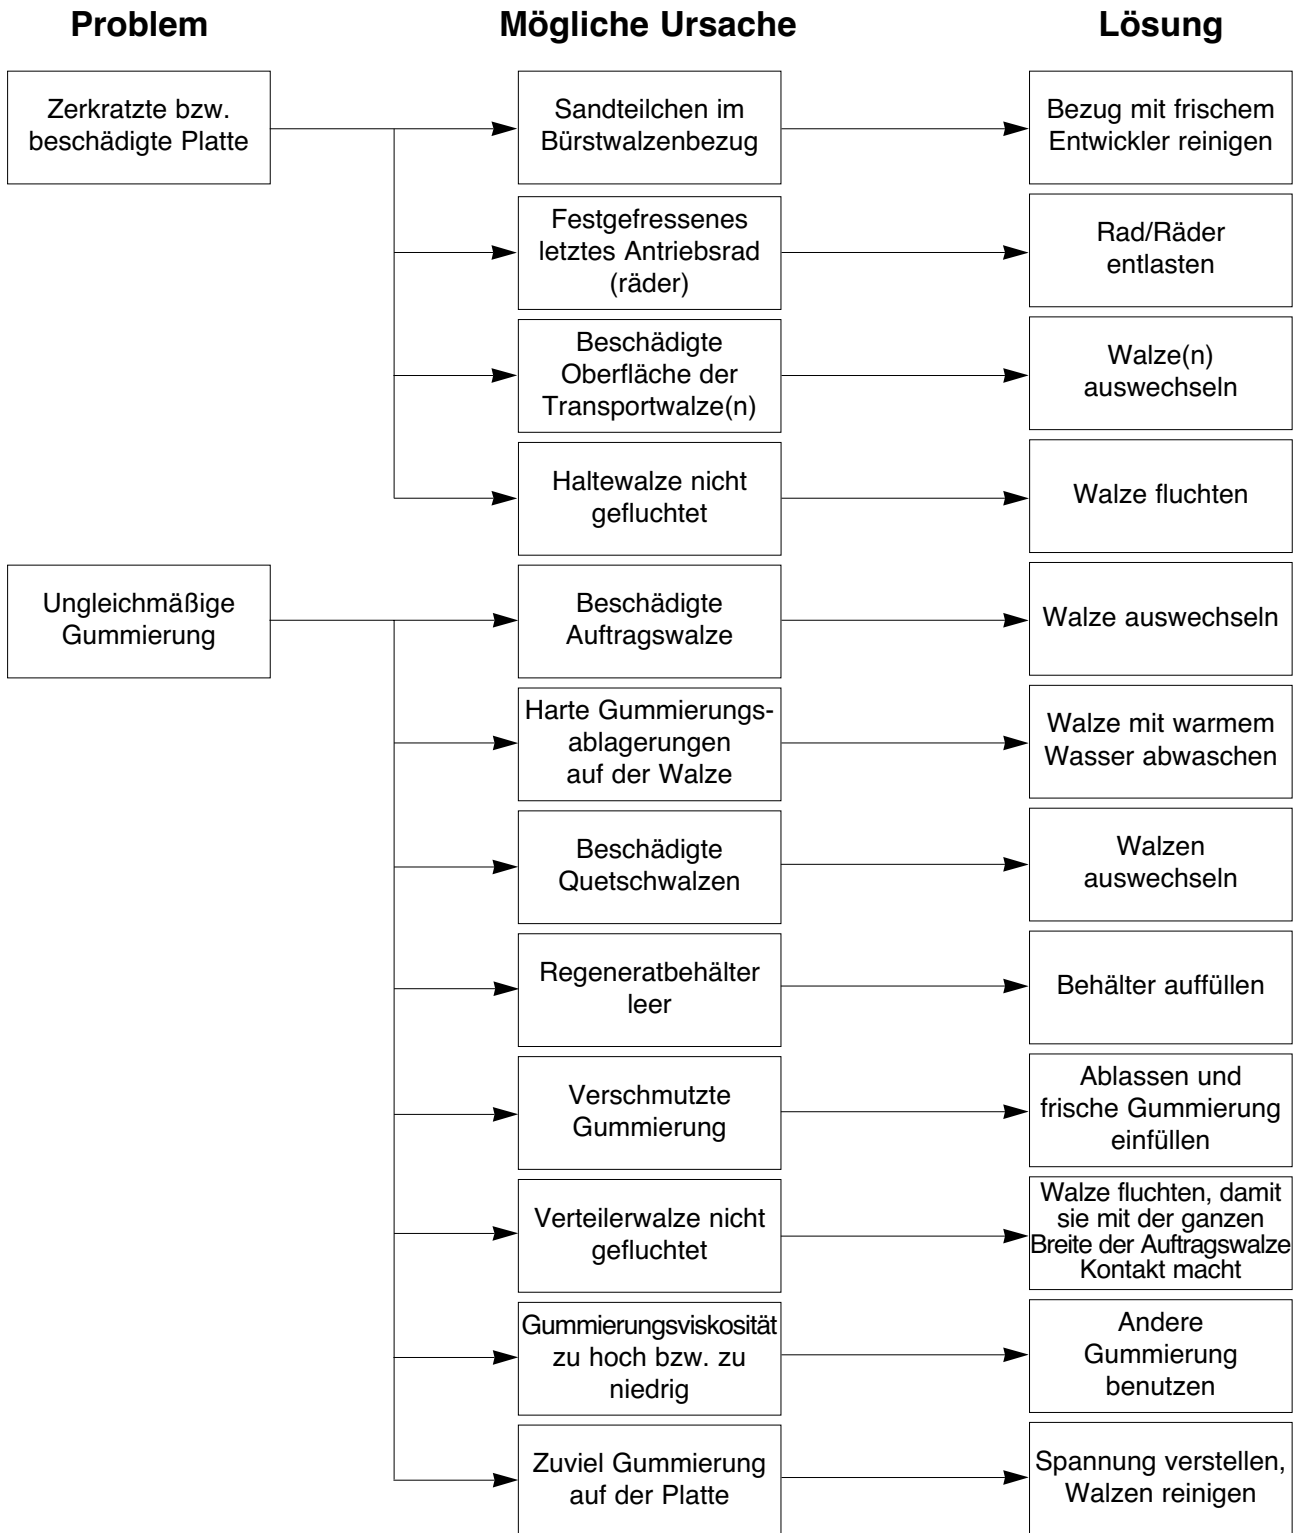 Problem
Mögliche Ursache
Lösung
Zerkratzte bzw.
beschädigte Platte
Sandteilchen im
Bürstwalzenbezug
Bezug mit frischem
Entwickler reinigen
Festgefressenes
letztes Antriebsrad
(räder)
Rad/Räder
entlasten
Beschädigte
Oberfläche der
Transportwalze(n)
Walze(n)
auswechseln
Haltewalze nicht
gefluchtet
Walze fluchten
Ungleichmäßige
Gummierung
Beschädigte
Auftragswalze
Walze auswechseln
Harte Gummierungs-
ablagerungen
auf der Walze
Walze mit warmem
Wasser abwaschen
Beschädigte
Quetschwalzen
Walzen
auswechseln
Regeneratbehälter
leer
Behälter auffüllen
Verschmutzte
Gummierung
Ablassen und
frische Gummierung
einfüllen
Verteilerwalze nicht
gefluchtet
Walze fluchten, damit
sie mit der ganzen
Breite der Auftragswalze
Kontakt macht
Gummierungsviskosität
zu hoch bzw. zu
niedrig
Andere
Gummierung
benutzen
Zuviel Gummierung
auf der Platte
Spannung verstellen,
Walzen reinigen